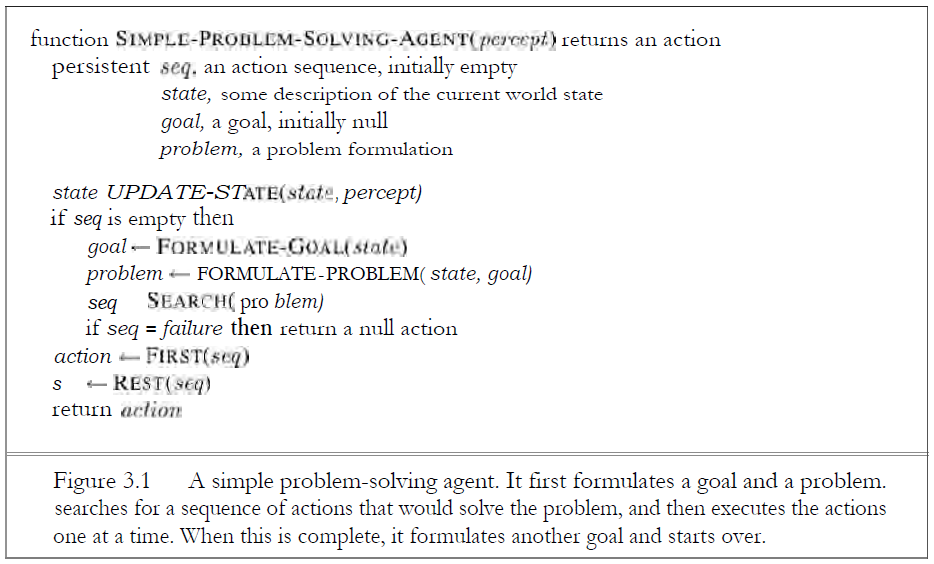 function SIMPLE-PROBLEM-SOLVING-AGENT(percept) returns an action
persistent seq, an action sequence, initially empty
state, some description of the current world state
goal, a goal, initially null
problem, a problem formulation
state UPDATE-STATE(state, percept)
if seq is empty then
goal ← FORMULATE-GOAL(state)
problem ← FORMULATE-PROBLEM( state, goal)
seq SEARCH( pro blem)
if seq = failure then return a null action
action ← FIRST(seq)
s ← REST(seq)
return action
Figure 3.1 A simple problem-solving agent. It first formulates a goal and a problem.
searches for a sequence of actions that would solve the problem, and then executes the actions
one at a time. When this is complete, it formulates another goal and starts over.